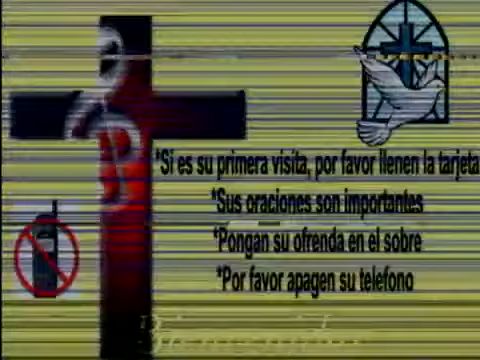 *Si es su primera visita, por favor llenen la tarjeta
*Sus oraciones son importantes
*Pongan su ofrenda en el sobre
*Por favor apagen su telefono